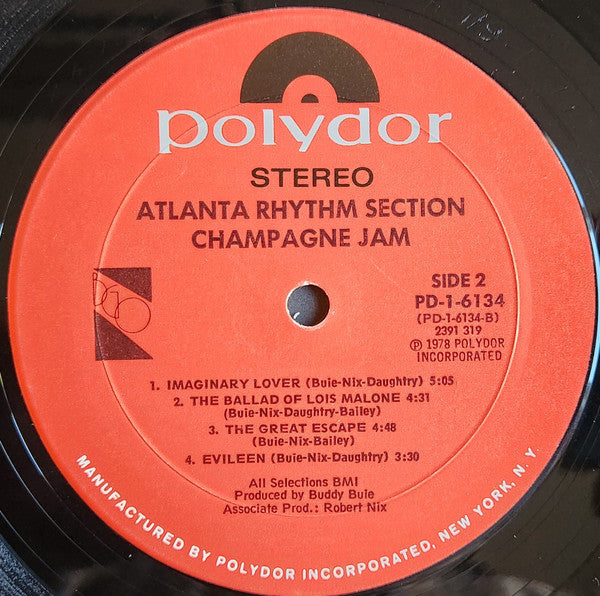 polydor
STEREO
ATLANTA RHYTHM SECTION
CHAMPAGNE JAM
SIDE 2
PD-1-6134
(PD-1-6134-B)
2391 319
℗ 1978 POLYDOR
INCORPORATED
1. IMAGINARY LOVER (Buie-Nix-Daughtry) 5:05
2. THE BALLAD OF LOIS MALONE 4:31
(Buie-Nix-Daughtry-Bailey)
3. THE GREAT ESCAPE 4:48
(Buie-Nix-Bailey)
4. EVILEEN (Buie-Nix-Daughtry) 3:30
All Selections BMI
Produced by Buddy Buie
Associate Prod.: Robert Nix
MANUFACTURED BY POLYDOR INCORPORATED, NEW YORK, N.Y.